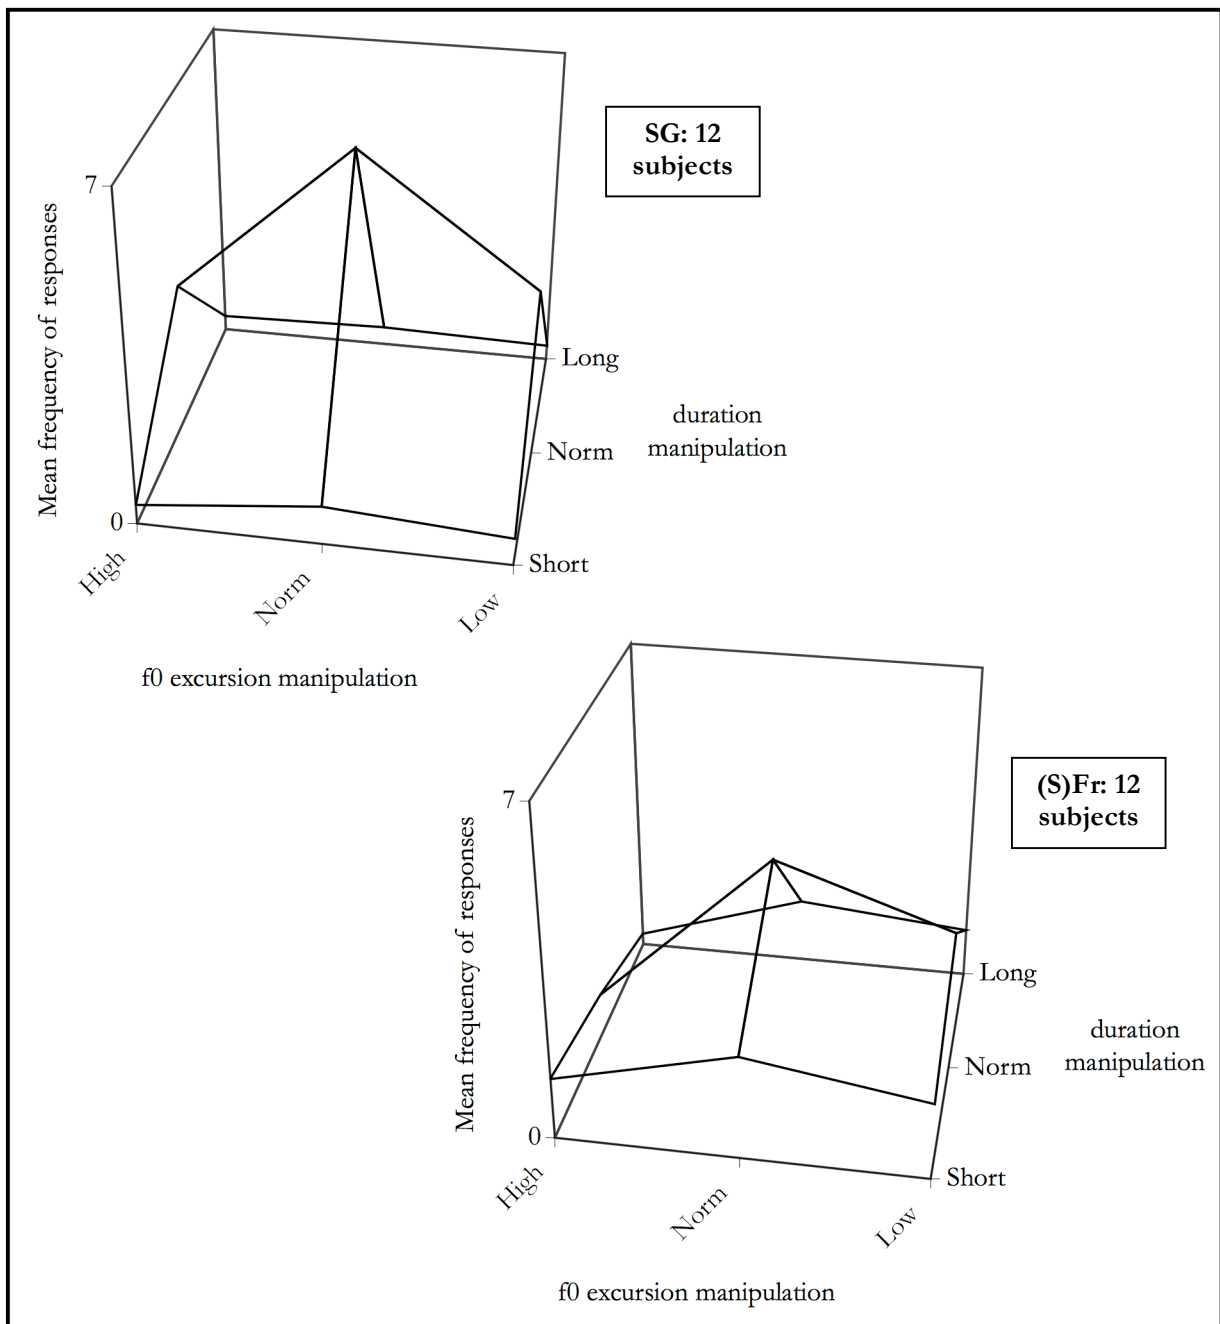 SG: 12
subjects
7
Mean frequency of responses
0
Long
Norm
Short
duration
manipulation
High
Norm
Low
f0 excursion manipulation
(S)Fr: 12
subjects
7
Mean frequency of responses
0
Long
Norm
Short
duration
manipulation
High
Norm
Low
f0 excursion manipulation